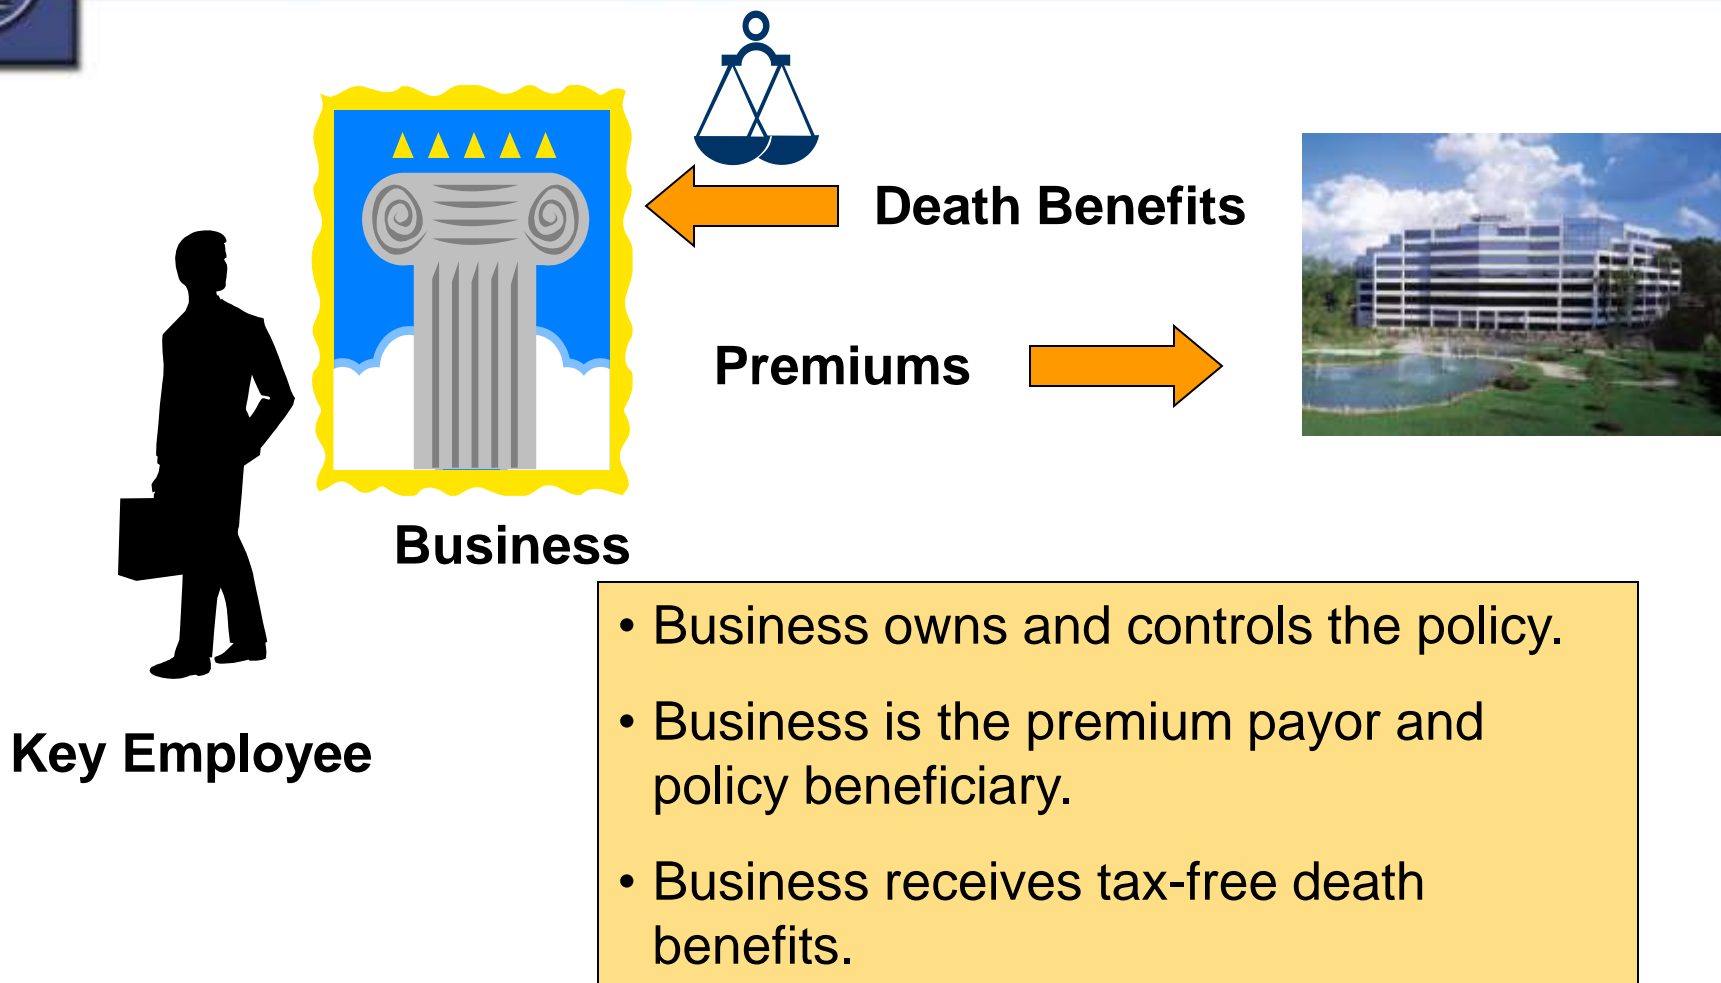 Death Benefits
Premiums
Business
Key Employee
• Business owns and controls the policy.
• Business is the premium payor and
policy beneficiary.
• Business receives tax-free death
benefits.